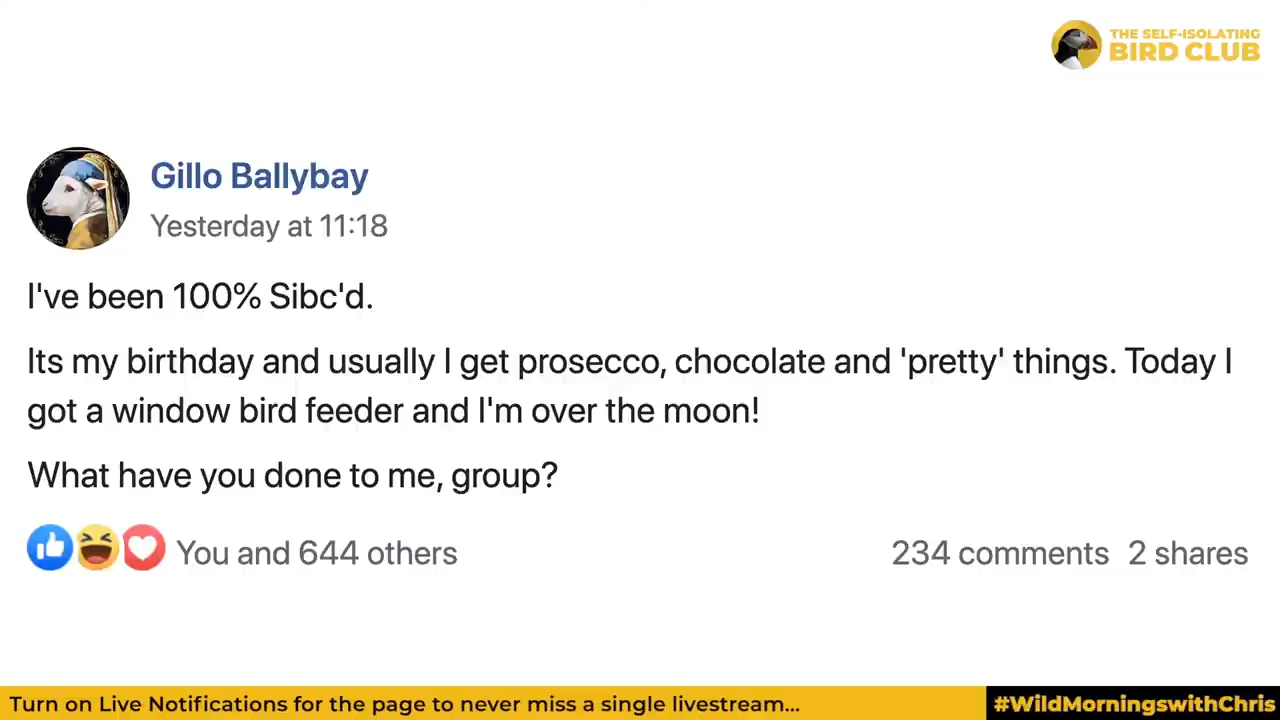 THE SELF-ISOLATING
BIRD CLUB
Gillo Ballybay
Yesterday at 11:18
I've been 100% Sibc'd.
Its my birthday and usually I get prosecco, chocolate and 'pretty' things. Today I
got a window bird feeder and I'm over the moon!
What have you done to me, group?
You and 644 others
234 comments 2 shares
Turn on Live Notifications for the page to never miss a single livestream...
#WildMorningswithChris